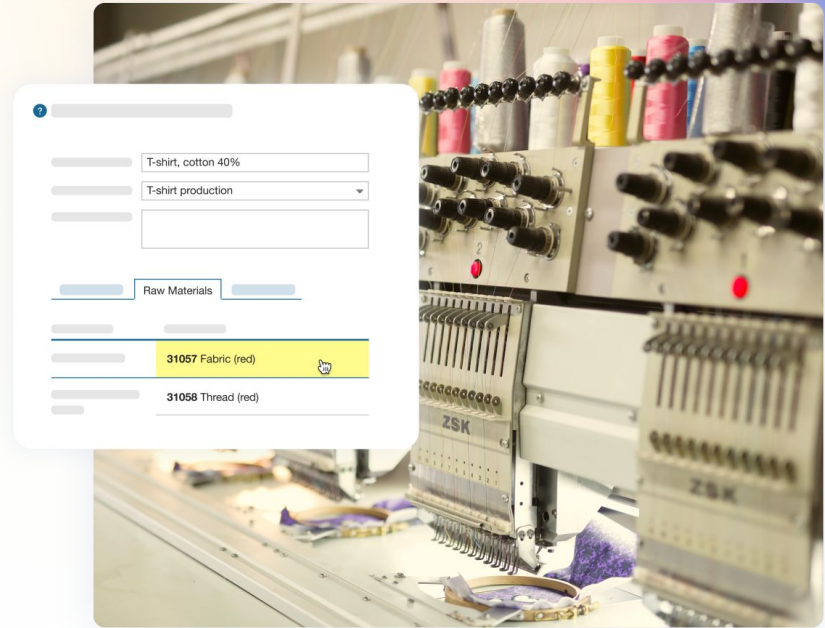 ?
T-shirt, cotton 40%
T-shirt production
Raw Materials
31057 Fabric (red)
31058 Thread (red)
2
1
ZSK
ZSK